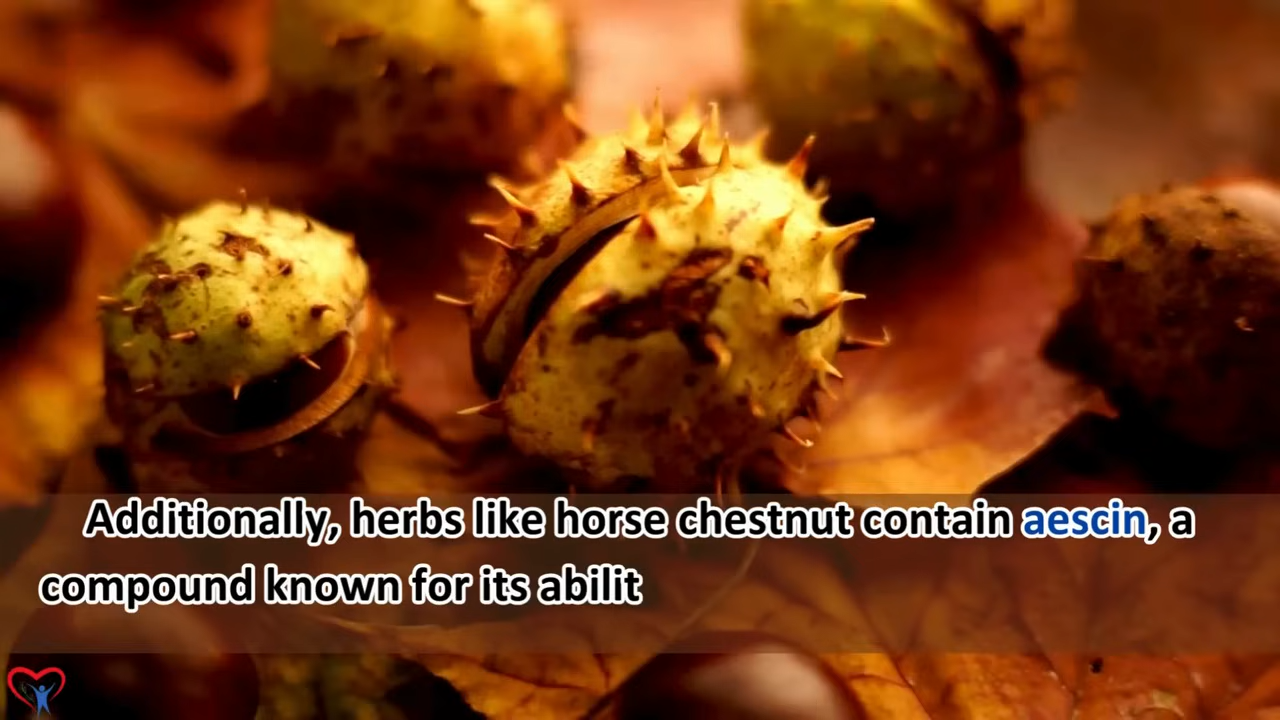 Additionally, herbs like horse chestnut contain aescin, a
compound known for its abilit